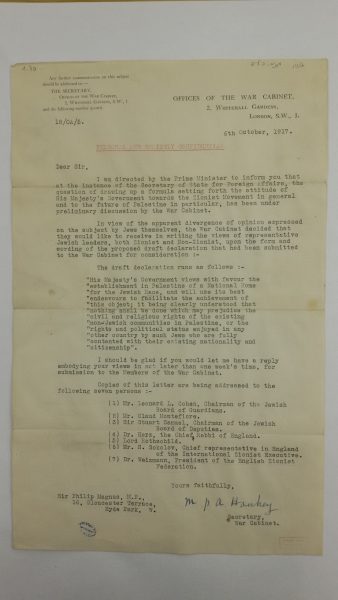 Any further communication on this subject
should be addressed to:—
THE SECRETARY,
OFFICES OF THE WAR CABINET,
2, WHITEHALL GARDENS, S.W. 1
and the following number quoted.
18/CA/5.
OFFICES OF THE WAR CABINET,
2, WHITEHALL GARDENS,
LONDON, S.W., 1.
6th October, 1917.
Dear Sir,
I am directed by the Prime Minister to inform you that
at the instance of the Secretary of State for Foreign Affairs, the
question of drawing up a formula setting forth the attitude of
His Majesty's Government towards the Zionist Movement in general
and to the future of Palestine in particular, has been under
preliminary discussion by the War Cabinet.
In view of the apparent divergence of opinion expressed
on the subject by Jews themselves, the War Cabinet decided that
they would like to receive in writing the views of representative
Jewish leaders, both Zionist and Non-Zionist, upon the form and
wording of the proposed draft declaration that had been submitted
to the War Cabinet for consideration :-
The draft declaration runs as follows :-
"His Majesty's Government views with favour the
"establishment in Palestine of a National Home
"for the Jewish Race, and will use its best
"endeavours to facilitate the achievement of
"this object; it being clearly understood that
"nothing shall be done which may prejudice the
"civil and religious rights of the existing
"non-Jewish communities in Palestine, or the
"rights and political status enjoyed in any
"other country by such Jews who are fully
"contented with their existing nationality and
"citizenship".
I should be glad if you would let me have a reply
embodying your views in not later than one week's time, for
submission to the Members of the War Cabinet.
Copies of this letter are being addressed to the
following seven persons :-
(1) Mr. Leonard L. Cohen, Chairman of the Jewish
Board of Guardians.
(2) Mr. Claud Montefiore.
(3) Sir Stuart Samuel, Chairman of the Jewish
Board of Deputies.
(4) Dr. Herz, the Chief Rabbi of England.
(5) Lord Rothschild.
(6) Mr. N. Sokolow, Chief representative in England
of the International Zionist Executive.
(7) Dr. Weizmann, President of the English Zionist
Federation.
Yours faithfully,
M P A Hankey
Secretary,
War Cabinet.
Sir Philip Magnus, M.P.,
16, Gloucester Terrace,
Hyde Park, W.